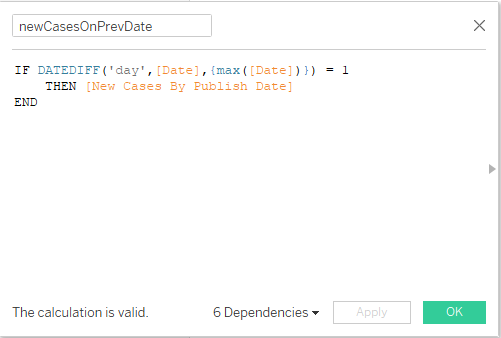 newCasesOnPrevDate
IF DATEDIFF('day',[Date],{max([Date])}) = 1
THEN [New Cases By Publish Date]
END
The calculation is valid.
6 Dependencies
Apply
OK